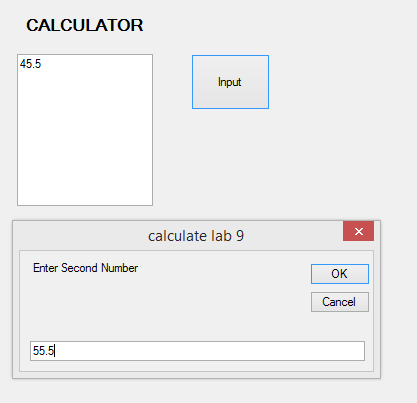 CALCULATOR
45.5
Input
calculate lab 9
Enter Second Number
OK
Cancel
55.5